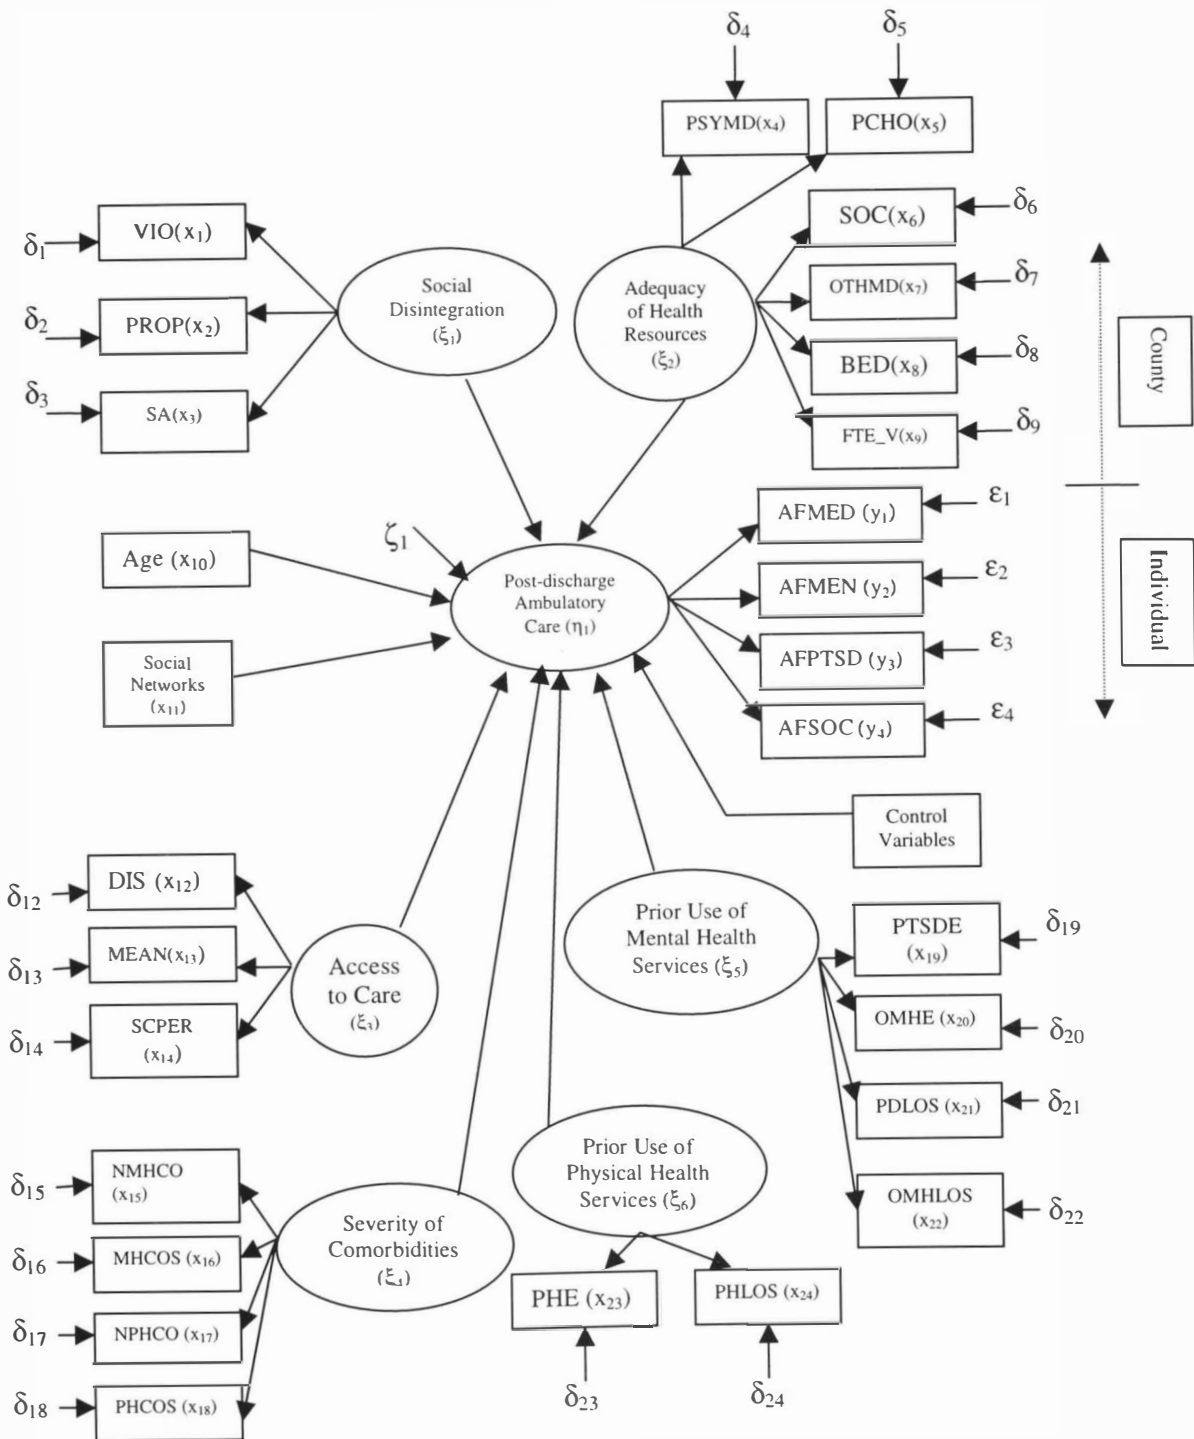 δ4
δ5
PSYMD(x4)
PCHO(x5)
δ1
VIO(x1)
SOC(x6)
δ6
δ2
PROP(x2)
Social
Disintegration
(ξ1)
Adequacy
of Health
Resources
(ξ2)
OTHMD(x7)
δ7
BED(x8)
δ8
δ3
SA(x3)
FTE_V(x9)
δ9
County
Individual
Age (x10)
ζ1
Post-discharge
Ambulatory
Care (η1)
AFMED (y1)
ε1
AFMEN (y2)
ε2
AFPTSD (y3)
ε3
AFSOC (y4)
ε4
Social
Networks
(x11)
Control
Variables
δ12
DIS (x12)
δ13
MEAN(x13)
δ14
SCPER
(x14)
Access
to Care
(ξ3)
Prior Use of
Mental Health
Services (ξ5)
PTSDE
(x19)
δ19
OMHE (x20)
δ20
PDLOS (x21)
δ21
OMHLOS
(x22)
δ22
δ15
NMHCO
(x15)
δ16
MHCOS (x16)
δ17
NPHCO (x17)
δ18
PHCOS (x18)
Severity of
Comorbidities
(ξ4)
Prior Use of
Physical Health
Services (ξ6)
PHE (x23)
PHLOS (x24)
δ23
δ24